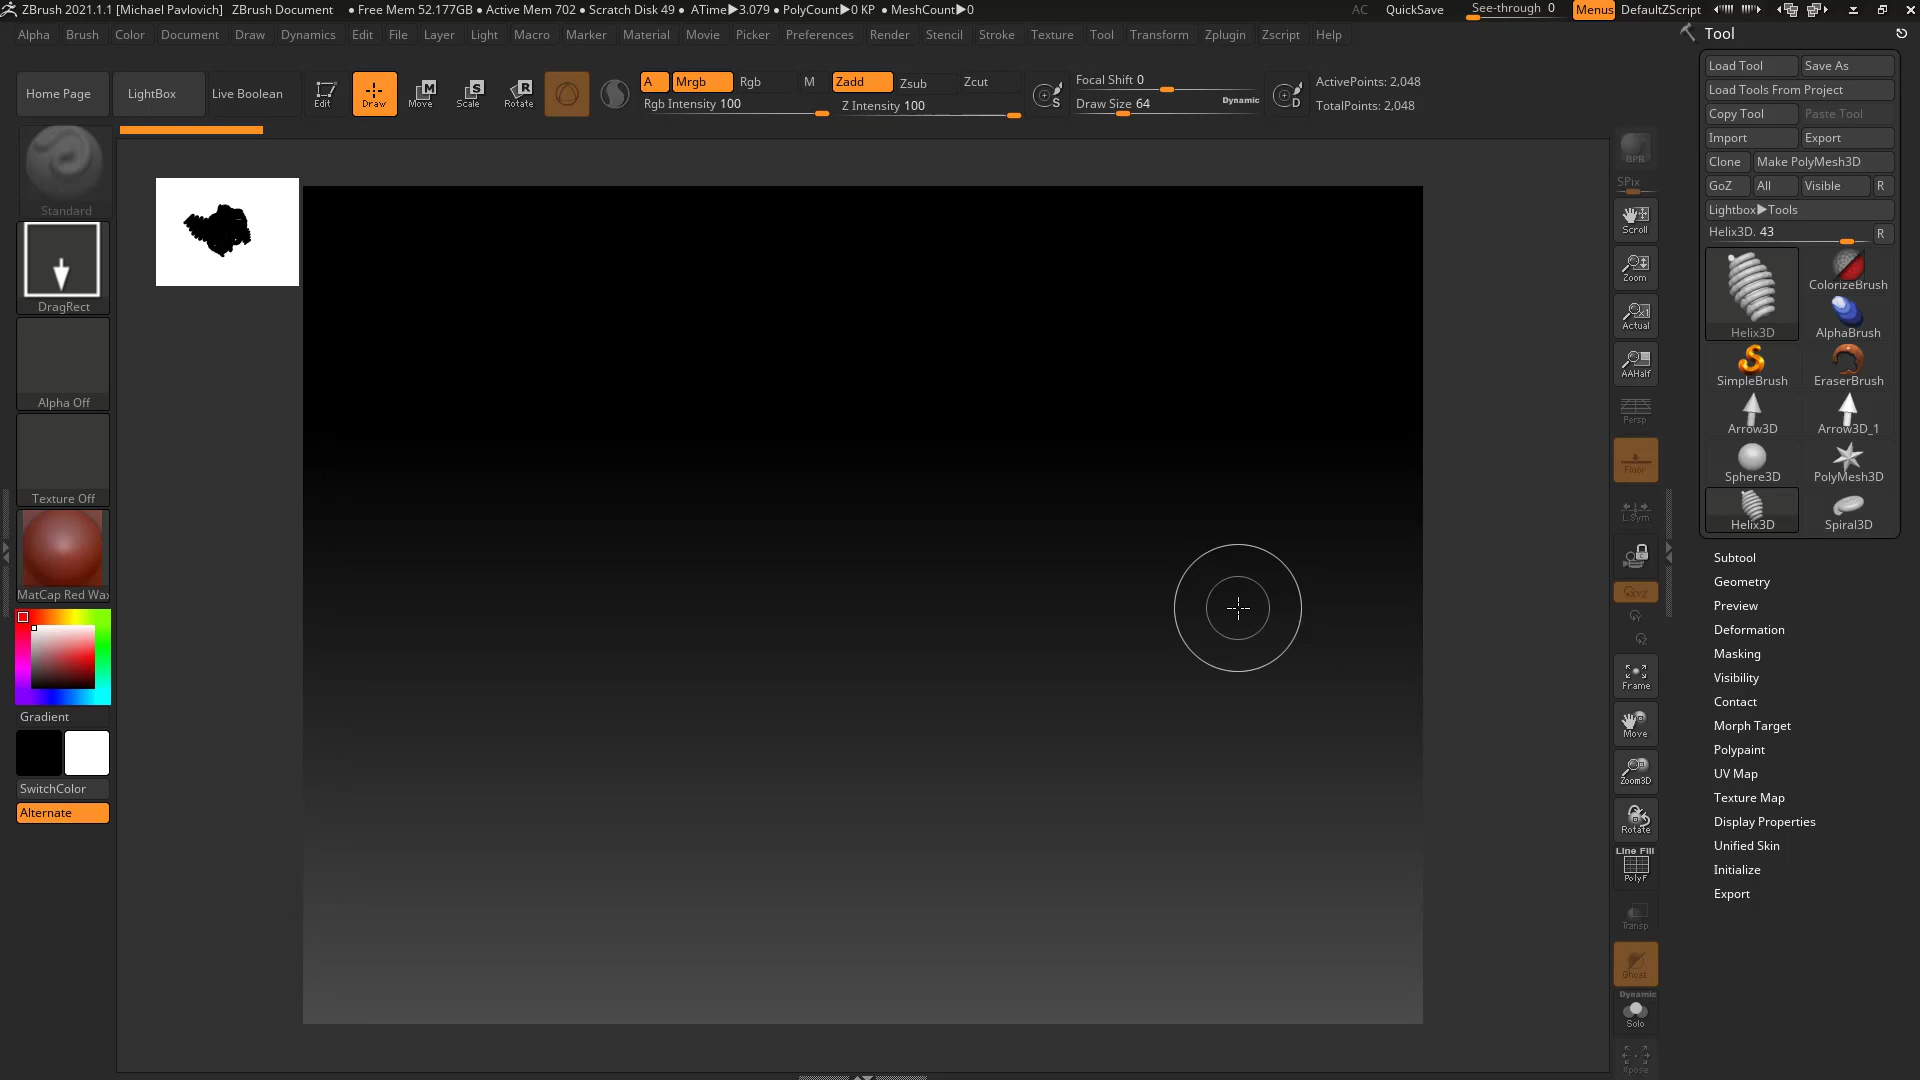 ZBrush 2021.1.1 [Michael Pavlovich] ZBrush Document • Free Mem 52.177GB • Active Mem 702 • Scratch Disk 49 • ATime▶3.079 • PolyCount▶0 KP • MeshCount▶0 AC QuickSave See-through 0 Menus DefaultZScript
Alpha Brush Color Document Draw Dynamics Edit File Layer Light Macro Marker Material Movie Picker Preferences Render Stencil Stroke Texture Tool Transform Zplugin Zscript Help
Home Page LightBox Live Boolean Edit Draw Move Scale Rotate
A Mrgb Rgb M Zadd Zsub Zcut
Rgb Intensity 100 Z Intensity 100
Focal Shift 0
Draw Size 64 Dynamic
ActivePoints: 2,048
TotalPoints: 2,048
Standard
DragRect
Alpha Off
Texture Off
MatCap Red Wax
Gradient
SwitchColor
Alternate
BPR
SPix
Scroll
Zoom
Actual
AAHalf
Persp
Floor
L.Sym
XYZ
Y
Z
Frame
Move
Zoom3D
Rotate
Line Fill
PolyF
Transp
Ghost
Dynamic
Solo
Xpose
Tool
Load Tool Save As
Load Tools From Project
Copy Tool Paste Tool
Import Export
Clone Make PolyMesh3D
GoZ All Visible R
Lightbox▶Tools
Helix3D. 43 R
Helix3D ColorizeBrush
AlphaBrush
SimpleBrush EraserBrush
Arrow3D Arrow3D_1
Sphere3D PolyMesh3D
Helix3D Spiral3D
Subtool
Geometry
Preview
Deformation
Masking
Visibility
Contact
Morph Target
Polypaint
UV Map
Texture Map
Display Properties
Unified Skin
Initialize
Export